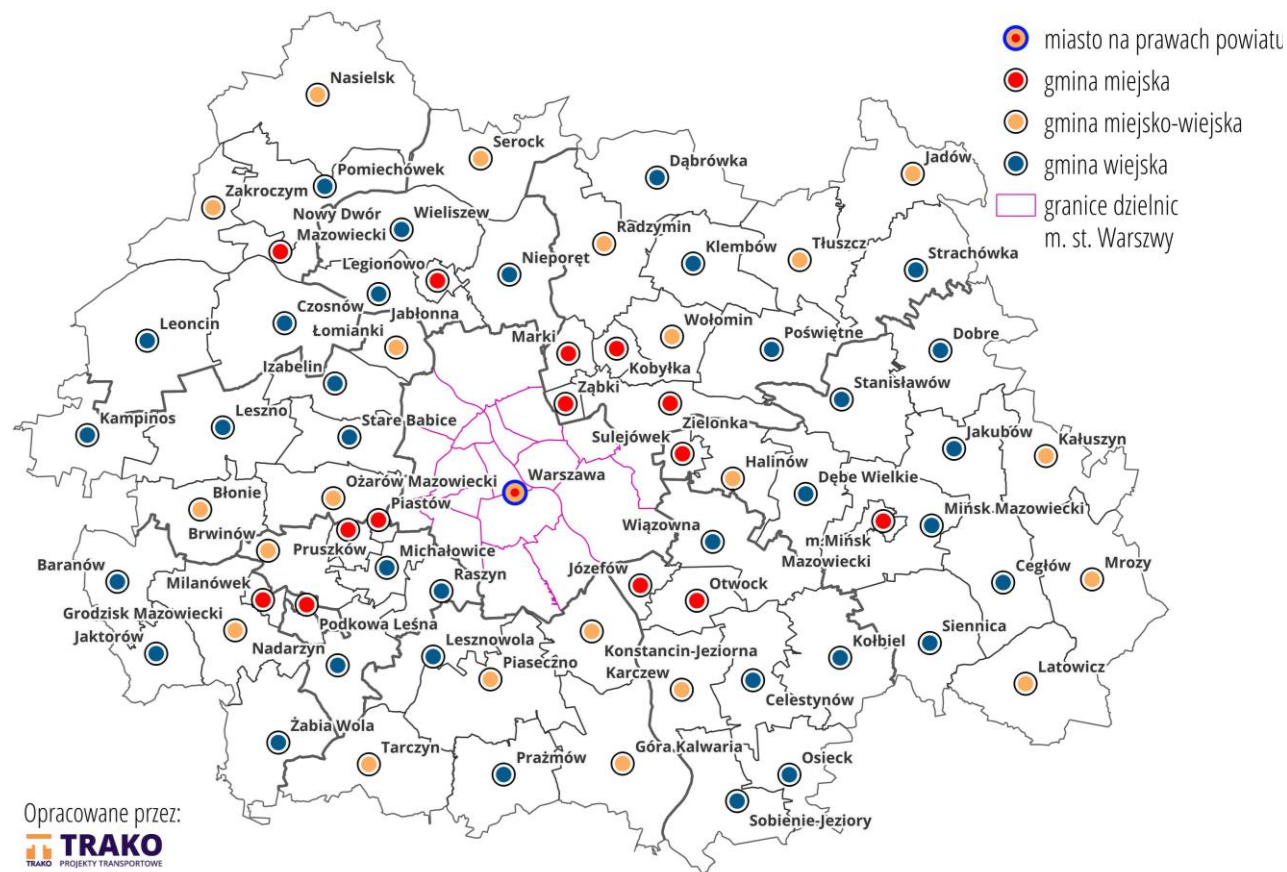 miasto na prawach powiatu
gmina miejska
gmina miejsko-wiejska
gmina wiejska
granice dzielnic
m. st. Warszwy
Nasielsk
Serock
Dąbrówka
Jadów
Pomiechówek
Zakroczym
Nowy Dwór
Mazowiecki
Wieliszew
Radzymin
Klembów
Tłuszcz
Strachówka
Legionowo
Nieporęt
Czosnów
Jabłonna
Leoncin
Łomianki
Marki
Wołomin
Poświętne
Dobre
Izabelin
Kobyłka
Ząbki
Stanisławów
Kampinos
Leszno
Stare Babice
Zielonka
Sulejówek
Jakubów
Kałuszyn
Halinów
Ożarów Mazowiecki
Warszawa
Dębe Wielkie
Błonie
Piastów
Mińsk Mazowiecki
Brwinów
Wiązowna
Pruszków
Michałowice
m.Mińsk
Mazowiecki
Baranów
Milanówek
Raszyn
Józefów
Otwock
Cegłów
Mrozy
Grodzisk Mazowiecki
Podkowa Leśna
Jaktorów
Nadarzyn
Lesznowola
Konstancin-Jeziorna
Kołbiel
Siennica
Piaseczno
Karczew
Latowicz
Celestynów
Żabia Wola
Tarczyn
Prażmów
Góra Kalwaria
Osieck
Sobienie-Jeziory
Opracowane przez:
TRAKO
TRAKO
PROJEKTY TRANSPORTOWE